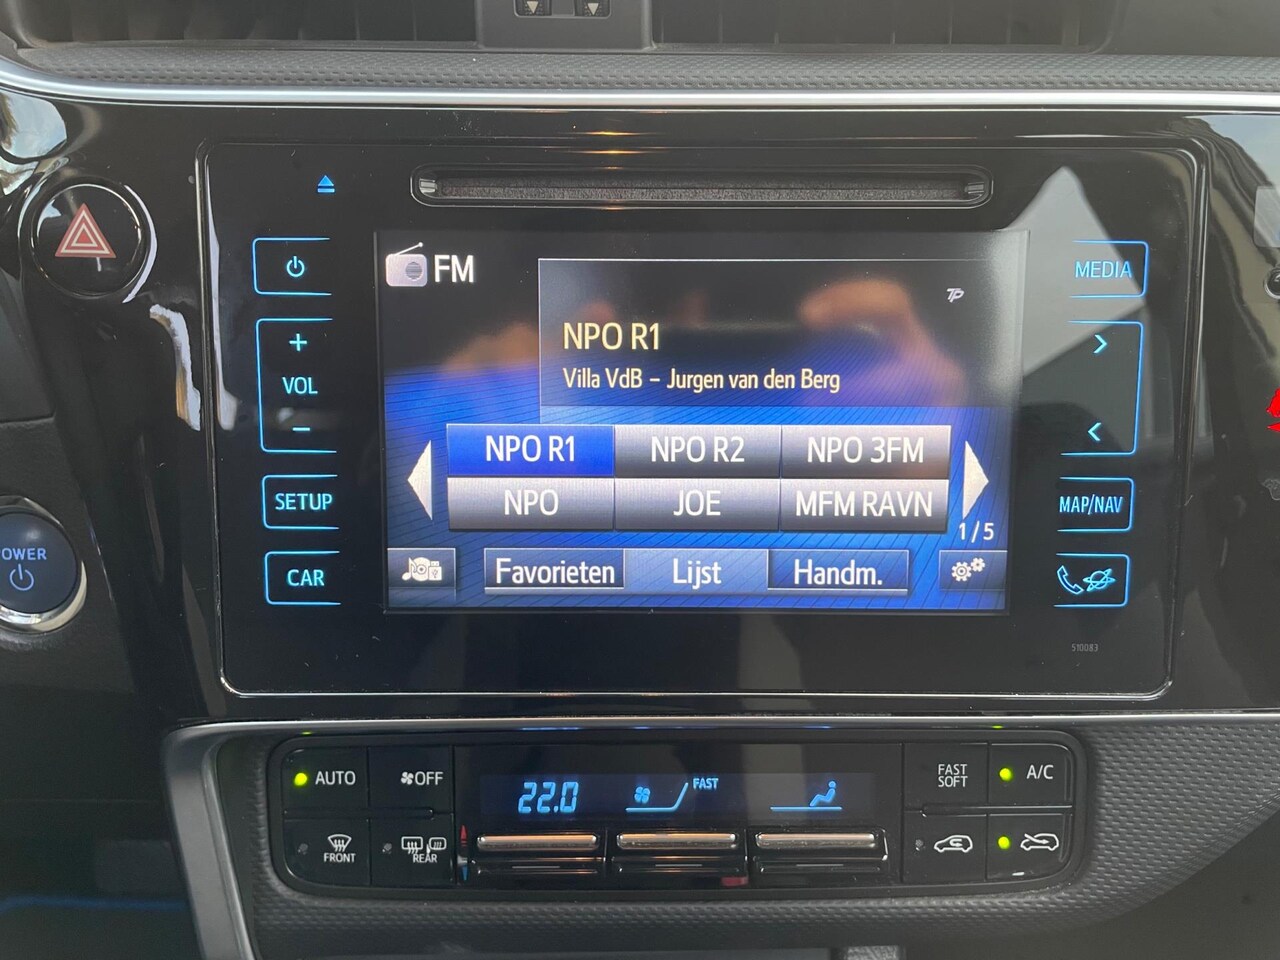 FM
TP
NPO R1
Villa VdB – Jurgen van den Berg
NPO R1 NPO R2 NPO 3FM
NPO JOE MFM RAVN
1/5
Favorieten Lijst Handm.
+
VOL
−
SETUP
CAR
MEDIA
>
<
MAP/NAV
510083
POWER
AUTO
OFF
22.0
FAST
FAST
SOFT
A/C
FRONT
REAR